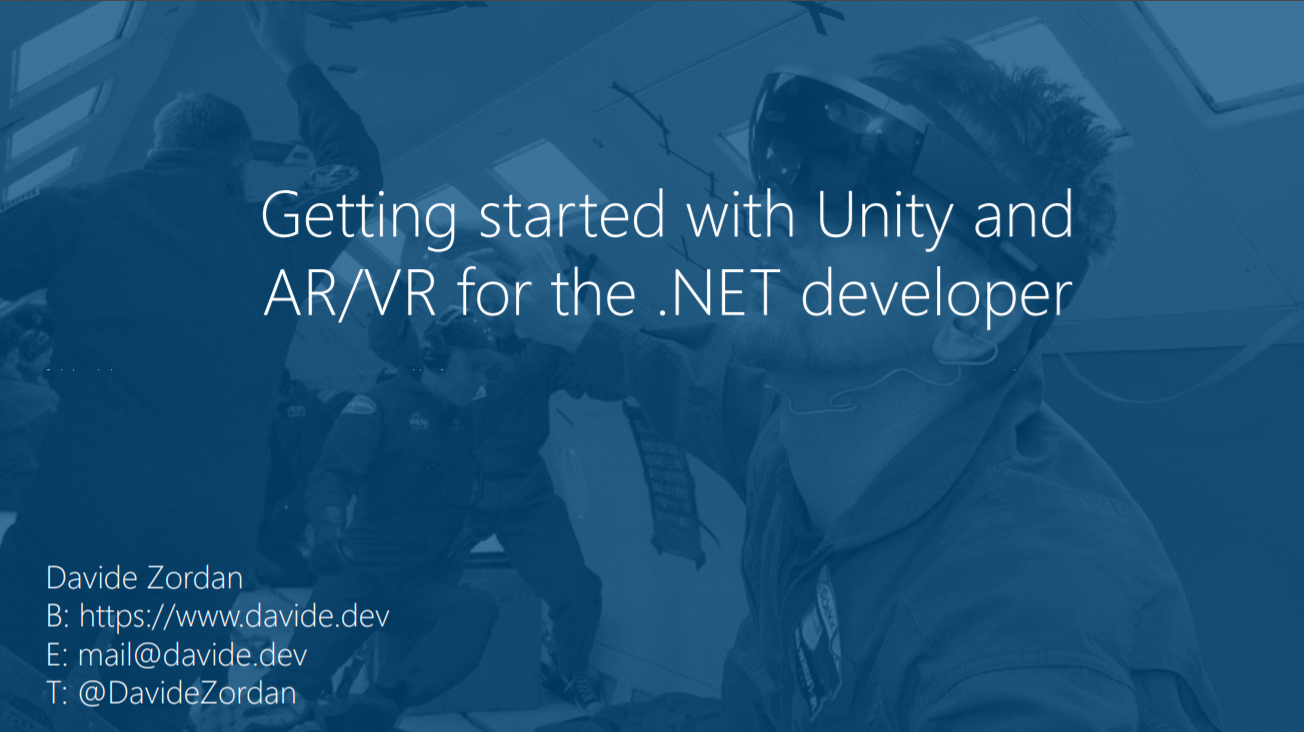 Getting started with Unity and
AR/VR for the .NET developer
Davide Zordan
B: https://www.davide.dev
E: mail@davide.dev
T: @DavideZordan